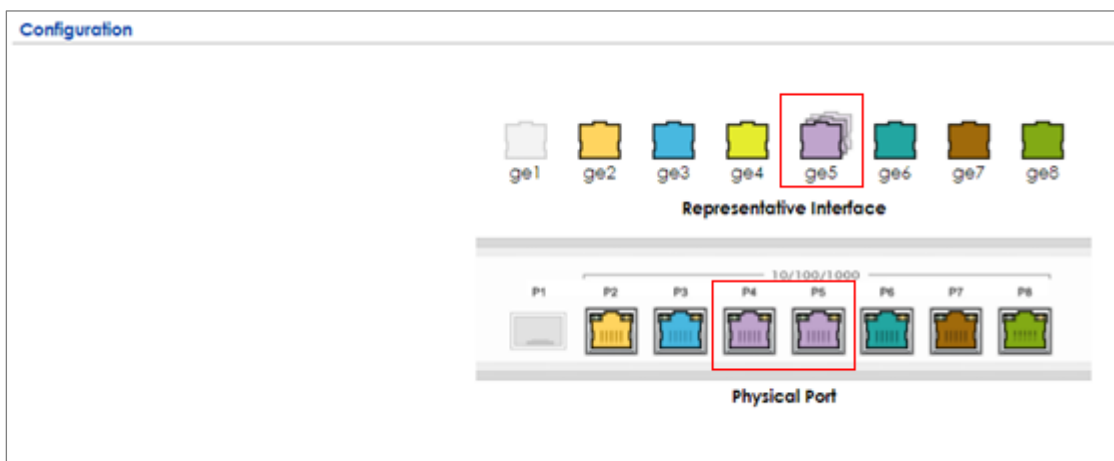 Configuration
ge1 ge2 ge3 ge4 ge5 ge6 ge7 ge8
Representative Interface
10/100/1000
P1 P2 P3 P4 P5 P6 P7 P8
Physical Port